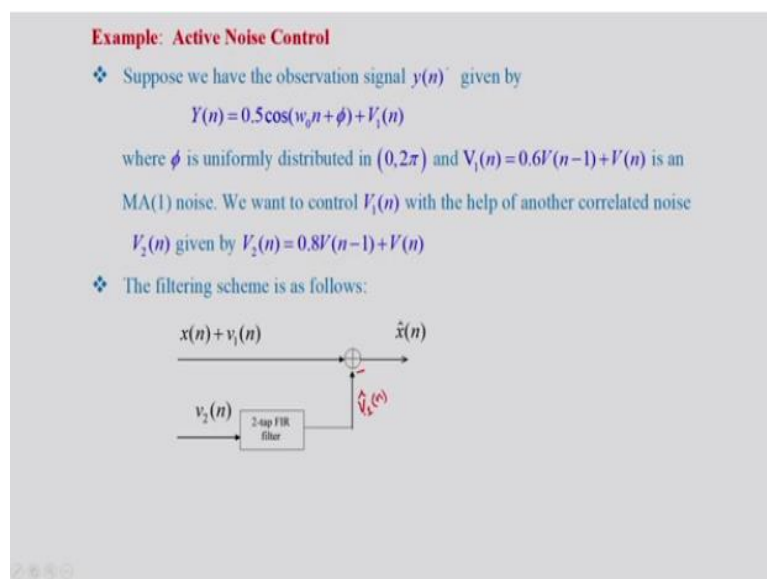 Example: Active Noise Control
❖ Suppose we have the observation signal y(n) given by
Y(n) = 0.5cos(w₀n + ϕ) + V₁(n)
where ϕ is uniformly distributed in (0, 2π) and V₁(n) = 0.6V(n−1) + V(n) is an
MA(1) noise. We want to control V₁(n) with the help of another correlated noise
V₂(n) given by V₂(n) = 0.8V(n−1) + V(n)
❖ The filtering scheme is as follows:
x(n) + v₁(n) x̂(n)
−
v₂(n) 2-tap FIR v̂₁(n)
filter